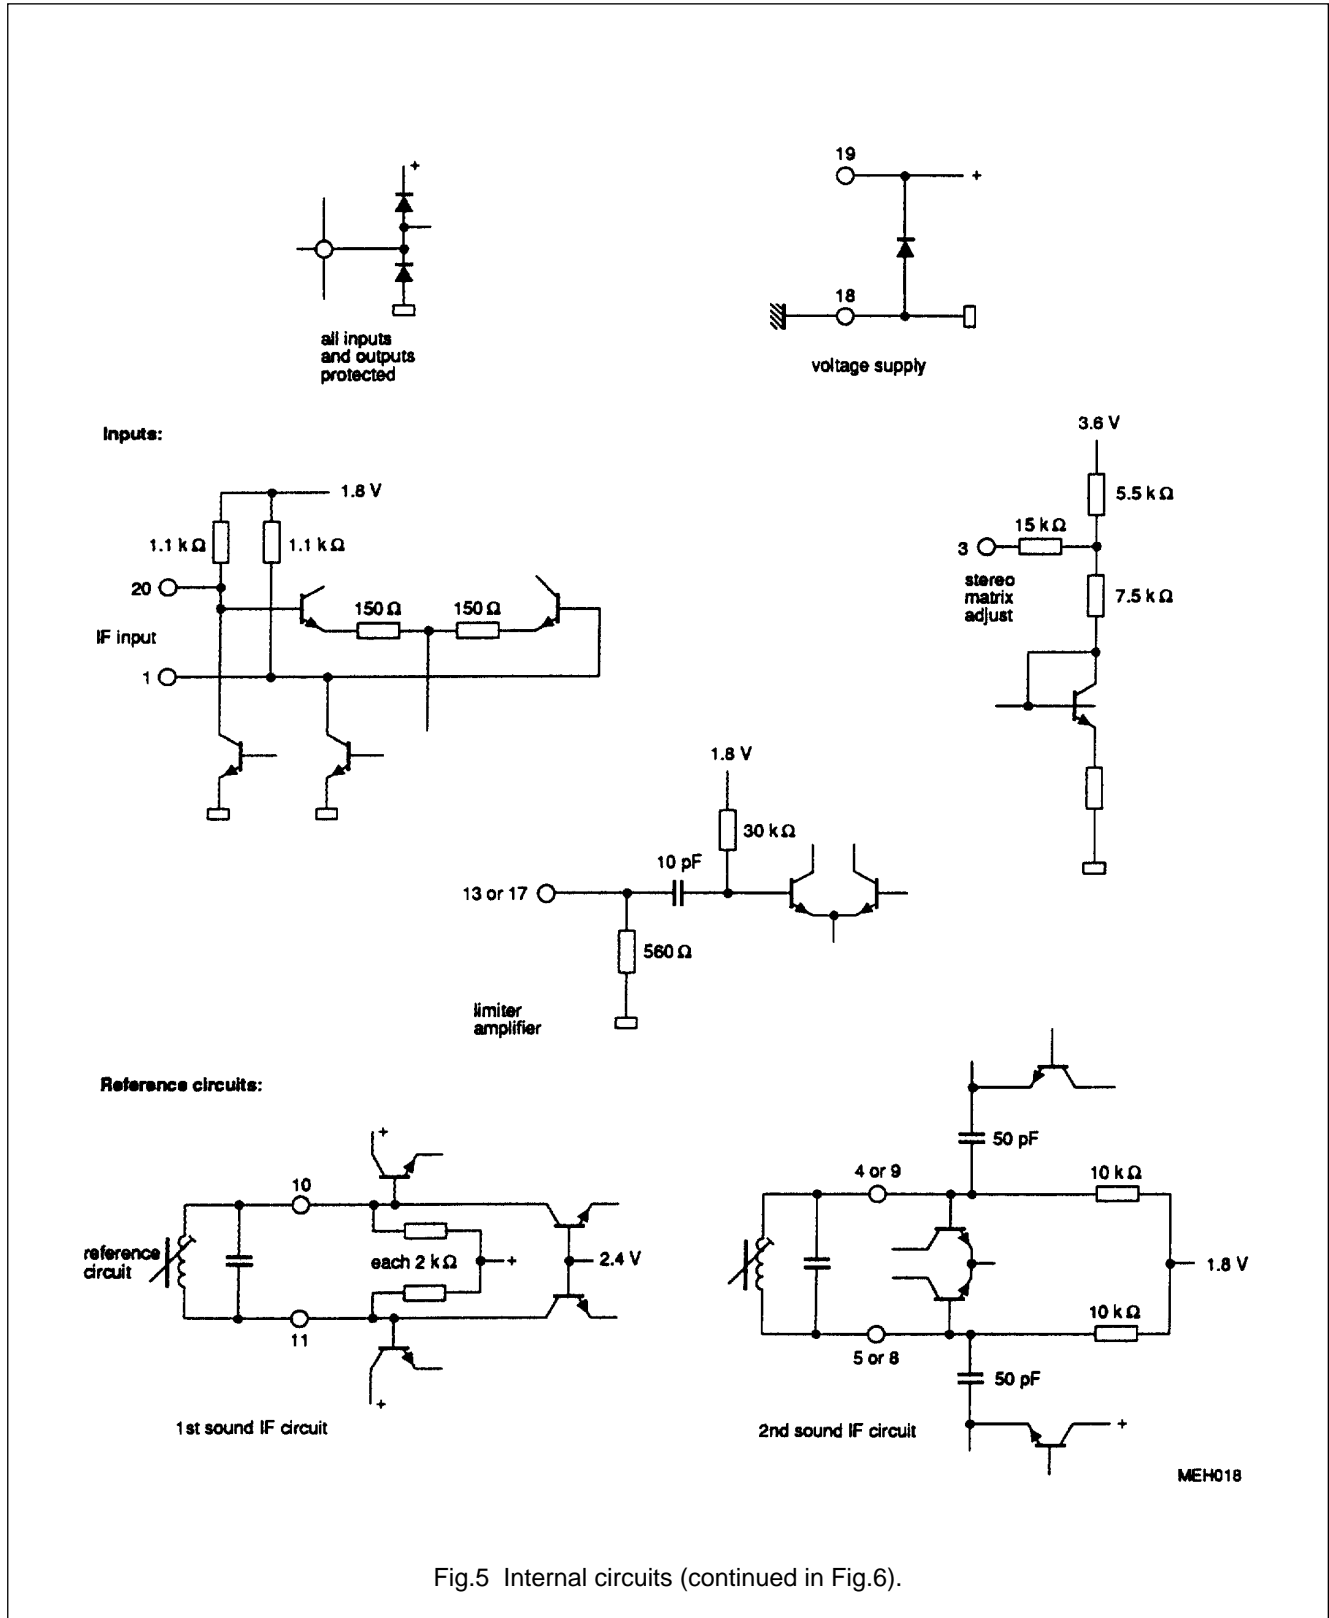 +
19
+
all inputs
and outputs
protected
18
voltage supply
Inputs:
3.6 V
1.8 V
5.5 kΩ
1.1 kΩ
1.1 kΩ
15 kΩ
3
20
stereo
matrix
adjust
150 Ω
150 Ω
7.5 kΩ
IF input
1
1.8 V
30 kΩ
10 pF
13 or 17
560 Ω
limiter
amplifier
Reference circuits:
+
50 pF
10
4 or 9
10 kΩ
reference
circuit
each 2 kΩ
+
2.4 V
1.8 V
10 kΩ
11
5 or 8
50 pF
+
1st sound IF circuit
2nd sound IF circuit
+
MEH018
Fig.5 Internal circuits (continued in Fig.6).